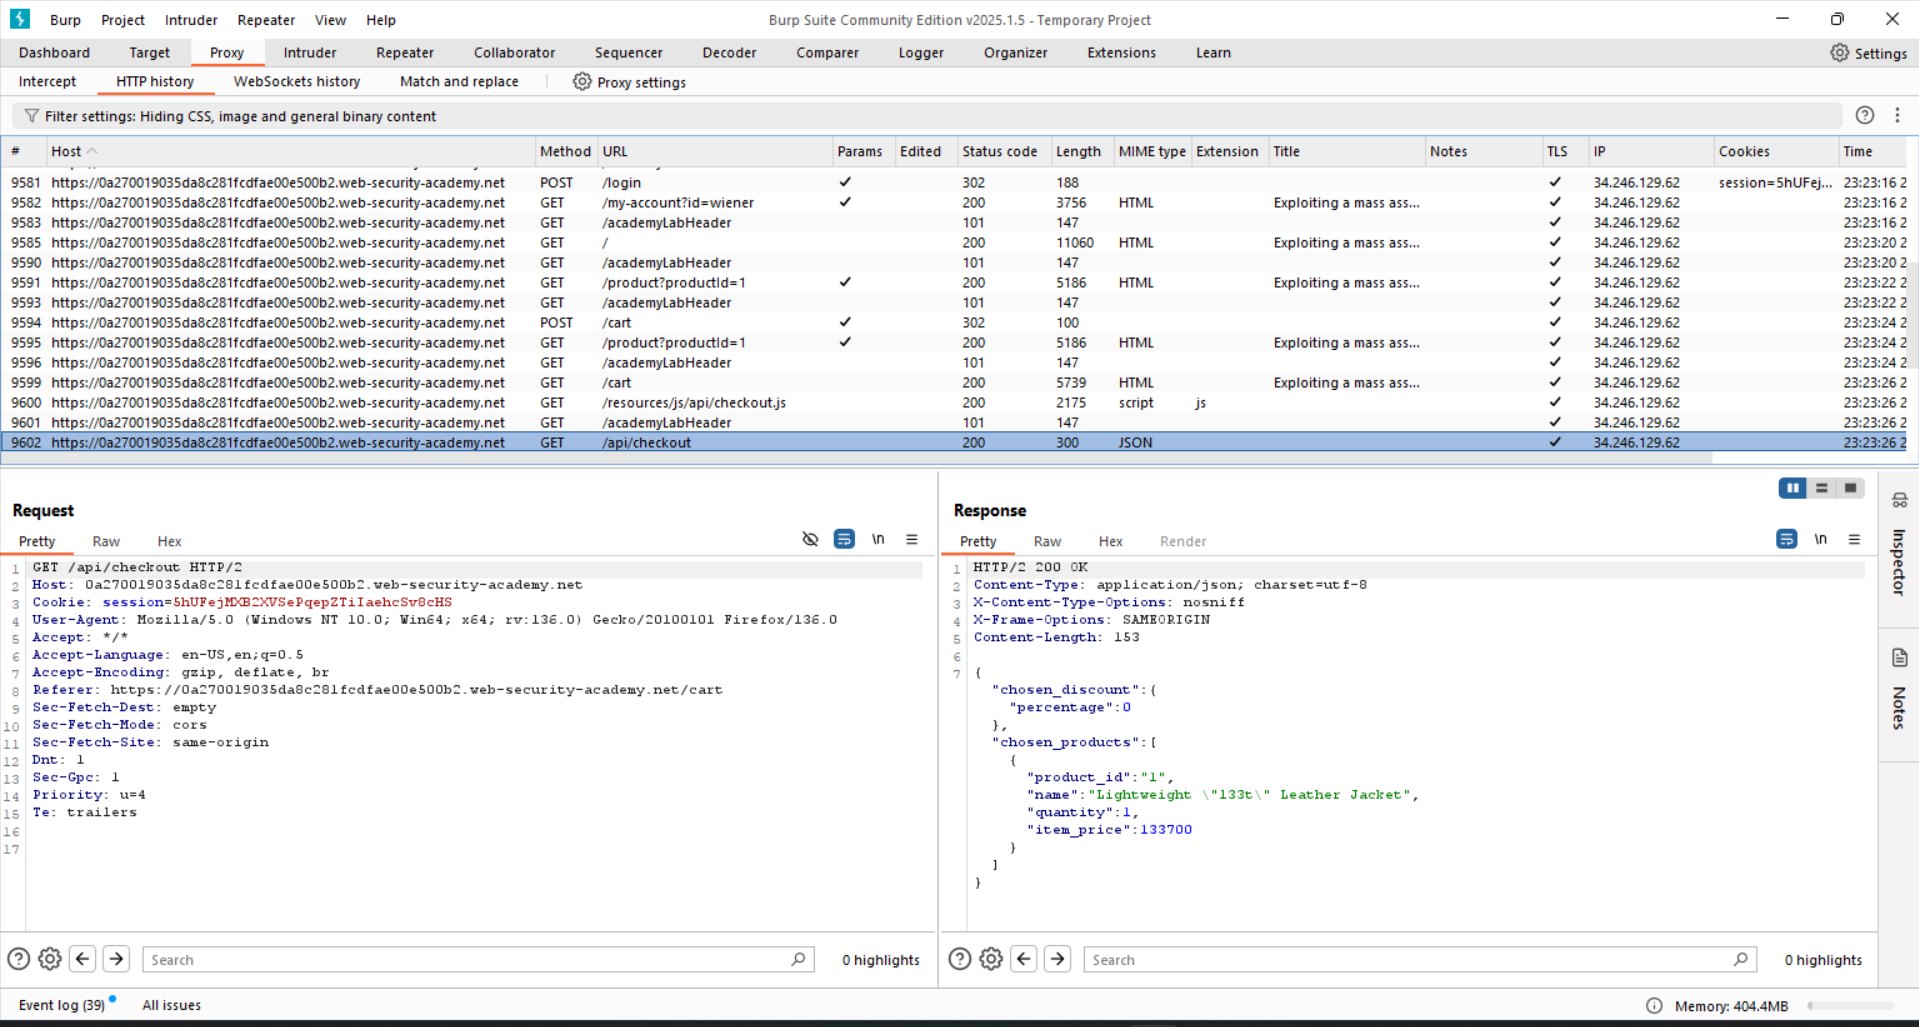 Burp Project Intruder Repeater View Help Burp Suite Community Edition v2025.1.5 - Temporary Project
Dashboard Target Proxy Intruder Repeater Collaborator Sequencer Decoder Comparer Logger Organizer Extensions Learn Settings
Intercept HTTP history WebSockets history Match and replace Proxy settings
Filter settings: Hiding CSS, image and general binary content
# Host Method URL Params Edited Status code Length MIME type Extension Title Notes TLS IP Cookies Time
9581 https://0a270019035da8c281fcdfae00e500b2.web-security-academy.net POST /login ✓ 302 188 ✓ 34.246.129.62 session=5hUFej... 23:23:16 2
9582 https://0a270019035da8c281fcdfae00e500b2.web-security-academy.net GET /my-account?id=wiener ✓ 200 3756 HTML Exploiting a mass ass... ✓ 34.246.129.62 23:23:16 2
9583 https://0a270019035da8c281fcdfae00e500b2.web-security-academy.net GET /academyLabHeader 101 147 ✓ 34.246.129.62 23:23:16 2
9585 https://0a270019035da8c281fcdfae00e500b2.web-security-academy.net GET / 200 11060 HTML Exploiting a mass ass... ✓ 34.246.129.62 23:23:20 2
9590 https://0a270019035da8c281fcdfae00e500b2.web-security-academy.net GET /academyLabHeader 101 147 ✓ 34.246.129.62 23:23:20 2
9591 https://0a270019035da8c281fcdfae00e500b2.web-security-academy.net GET /product?productId=1 ✓ 200 5186 HTML Exploiting a mass ass... ✓ 34.246.129.62 23:23:22 2
9593 https://0a270019035da8c281fcdfae00e500b2.web-security-academy.net GET /academyLabHeader 101 147 ✓ 34.246.129.62 23:23:22 2
9594 https://0a270019035da8c281fcdfae00e500b2.web-security-academy.net POST /cart ✓ 302 100 ✓ 34.246.129.62 23:23:24 2
9595 https://0a270019035da8c281fcdfae00e500b2.web-security-academy.net GET /product?productId=1 ✓ 200 5186 HTML Exploiting a mass ass... ✓ 34.246.129.62 23:23:24 2
9596 https://0a270019035da8c281fcdfae00e500b2.web-security-academy.net GET /academyLabHeader 101 147 ✓ 34.246.129.62 23:23:24 2
9599 https://0a270019035da8c281fcdfae00e500b2.web-security-academy.net GET /cart 200 5739 HTML Exploiting a mass ass... ✓ 34.246.129.62 23:23:26 2
9600 https://0a270019035da8c281fcdfae00e500b2.web-security-academy.net GET /resources/js/api/checkout.js 200 2175 script js ✓ 34.246.129.62 23:23:26 2
9601 https://0a270019035da8c281fcdfae00e500b2.web-security-academy.net GET /academyLabHeader 101 147 ✓ 34.246.129.62 23:23:26 2
9602 https://0a270019035da8c281fcdfae00e500b2.web-security-academy.net GET /api/checkout 200 300 JSON ✓ 34.246.129.62 23:23:26 2
Request
Pretty Raw Hex \n
1 GET /api/checkout HTTP/2
2 Host: 0a270019035da8c281fcdfae00e500b2.web-security-academy.net
3 Cookie: session=5hUFejMXB2XVSePqepZTiIaehcSv8cHS
4 User-Agent: Mozilla/5.0 (Windows NT 10.0; Win64; x64; rv:136.0) Gecko/20100101 Firefox/136.0
5 Accept: */*
6 Accept-Language: en-US,en;q=0.5
7 Accept-Encoding: gzip, deflate, br
8 Referer: https://0a270019035da8c281fcdfae00e500b2.web-security-academy.net/cart
9 Sec-Fetch-Dest: empty
10 Sec-Fetch-Mode: cors
11 Sec-Fetch-Site: same-origin
12 Dnt: 1
13 Sec-Gpc: 1
14 Priority: u=4
15 Te: trailers
16
17
Search 0 highlights
Response
Pretty Raw Hex Render \n
1 HTTP/2 200 OK
2 Content-Type: application/json; charset=utf-8
3 X-Content-Type-Options: nosniff
4 X-Frame-Options: SAMEORIGIN
5 Content-Length: 153
6
7 {
"chosen_discount":{
"percentage":0
},
"chosen_products":[
{
"product_id":"1",
"name":"Lightweight \"l33t\" Leather Jacket",
"quantity":1,
"item_price":133700
}
]
}
Search 0 highlights
Inspector
Notes
Event log (39) All issues Memory: 404.4MB